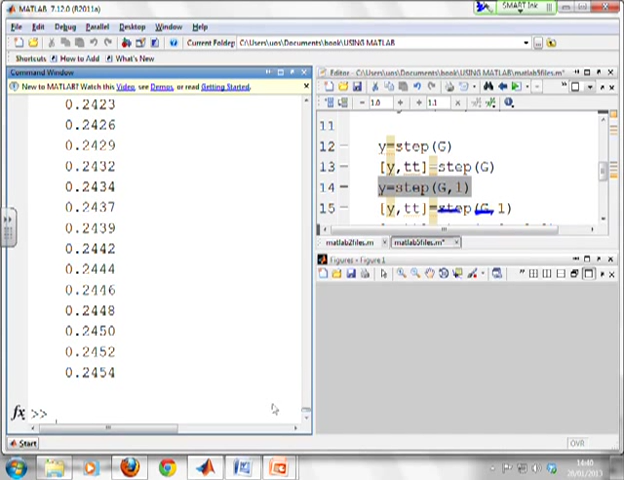 MATLAB 7.12.0 (R2011a)
SMART Ink
File Edit Debug Parallel Desktop Window Help
Current Folder: C:\Users\uos\Documents\book\USING MATLAB
Shortcuts How to Add What's New
Command Window
New to MATLAB? Watch this Video, see Demos, or read Getting Started.
0.2423
0.2426
0.2429
0.2432
0.2434
0.2437
0.2439
0.2442
0.2444
0.2446
0.2448
0.2450
0.2452
0.2454
fx >>
Editor - C:\Users\uos\Documents\book\USING MATLAB\matlab5files.m*
1.0 1.1
11
12 y=step(G)
13 [y,tt]=step(G)
14 y=step(G,1)
15 [y,tt]=step(G,1)
matlab2files.m matlab5files.m*
Figures - Figure 1
Start
OVR
14:40
28/01/2013